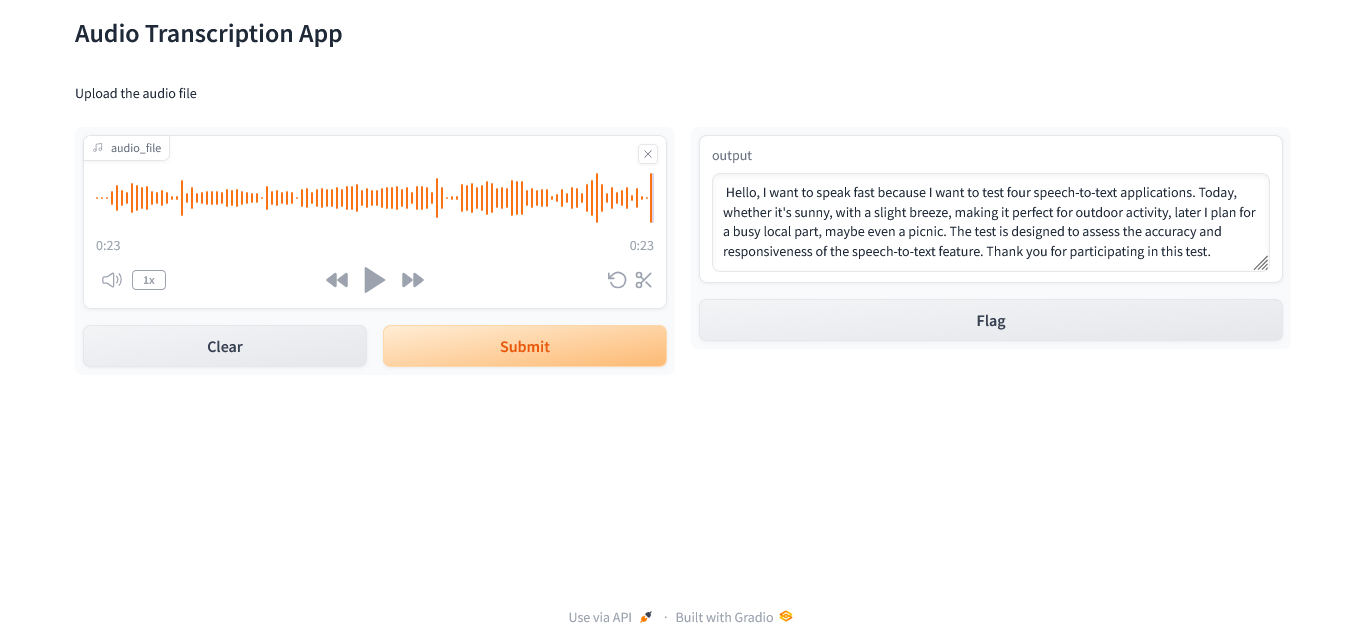 Audio Transcription App
Upload the audio file
audio_file
0:23
0:23
1x
Clear
Submit
output
Hello, I want to speak fast because I want to test four speech-to-text applications. Today,
whether it's sunny, with a slight breeze, making it perfect for outdoor activity, later I plan for
a busy local part, maybe even a picnic. The test is designed to assess the accuracy and
responsiveness of the speech-to-text feature. Thank you for participating in this test.
Flag
Use via API · Built with Gradio